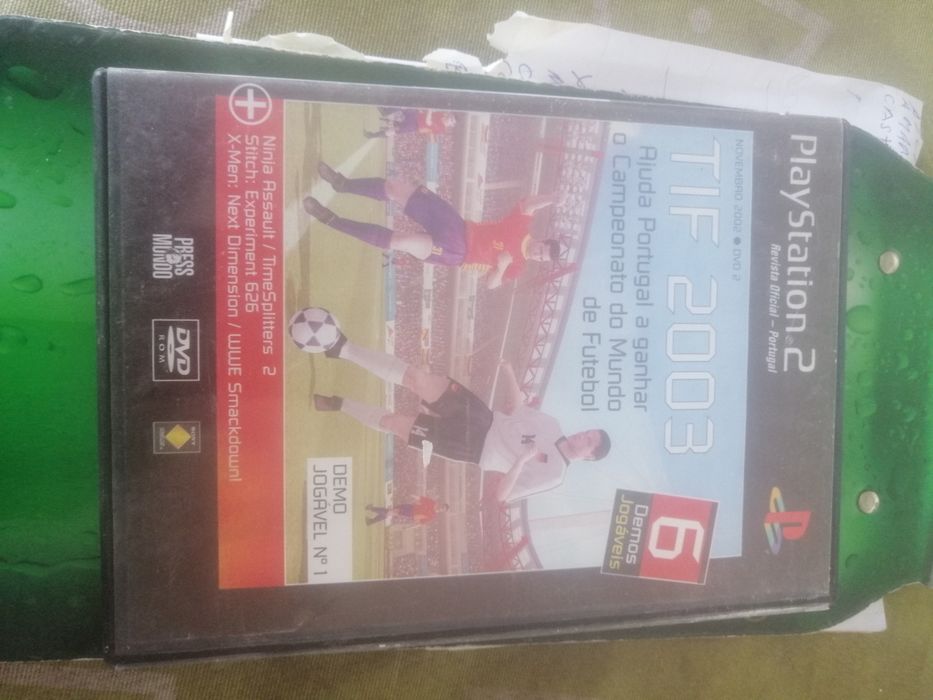 PlayStation®2
Revista Oficial – Portugal
NOVEMBRO 2002 ● DVD 2
TIF 2003
Ajuda Portugal a ganhar
o Campeonato do Mundo
de Futebol
6
Demos
Jogáveis
14
DEMO
JOGÁVEL Nº 1
Ninja Assault / TimeSplitters 2
Stitch: Experiment 626
X-Men: Next Dimension / WWE Smackdown!
PRESS
MUNDO
DVD
ROM